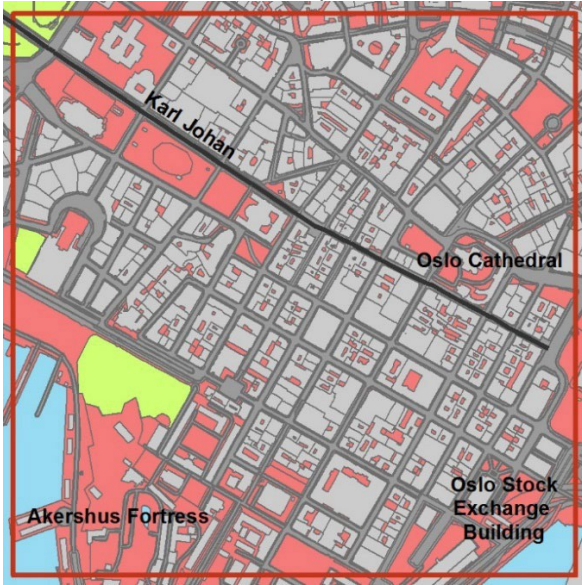 Karl Johan
Oslo Cathedral
Oslo Stock
Exchange
Building
Akershus Fortress